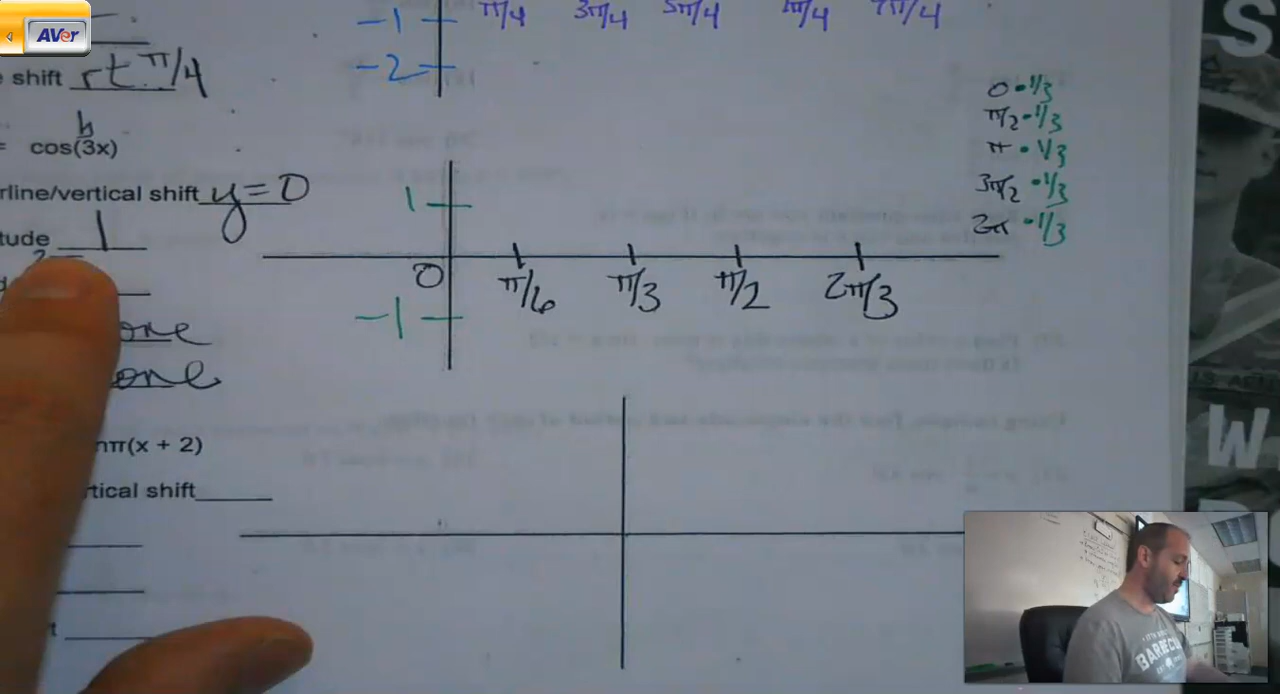 -1 π/4 3π/4 5π/4 π/4 7π/4
AVer
-2
shift rt π/4
0 · 1/3
π/2 · 1/3
π · 1/3
3π/2 · 1/3
2π · 1/3
b
= cos(3x)
rline/vertical shift y=0
1
tude 1
0 π/6 π/3 π/2 2π/3
-1
one
one
nπ(x + 2)
rtical shift
t
S
W
BARBECU